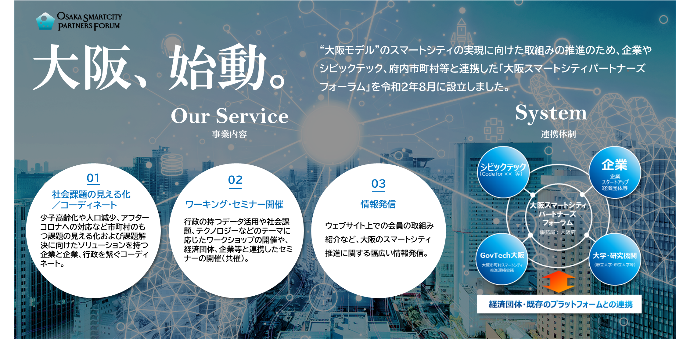 OSAKA SMARTCITY
PARTNERS FORUM
大阪、始動。
“大阪モデル”のスマートシティの実現に向けた取組みの推進のため、企業や
シビックテック、府内市町村等と連携した「大阪スマートシティパートナーズ
フォーラム」を令和2年8月に設立しました。
Our Service
事業内容
System
連携体制
01
社会課題の見える化
／コーディネート
少子高齢化や人口減少、アフター
コロナへの対応など市町村のも
つ課題の見える化および課題解
決に向けたソリューションを持つ
企業と企業、行政を繋ぐコーディ
ネート。
02
ワーキング・セミナー開催
行政の持つデータ活用や社会課
題、テクノロジーなどのテーマに
応じたワークショップの開催や、
経済団体、企業等と連携したセミ
ナーの開催（共催）。
03
情報発信
ウェブサイト上での会員の取組み
紹介など、大阪のスマートシティ
推進に関する幅広い情報発信。
シビックテック
企業
企業
スタートアップ
大阪スマートシティ
パートナーズ
フォーラム
GovTech大阪
大学・研究機関
経済団体・既存のプラットフォームとの連携